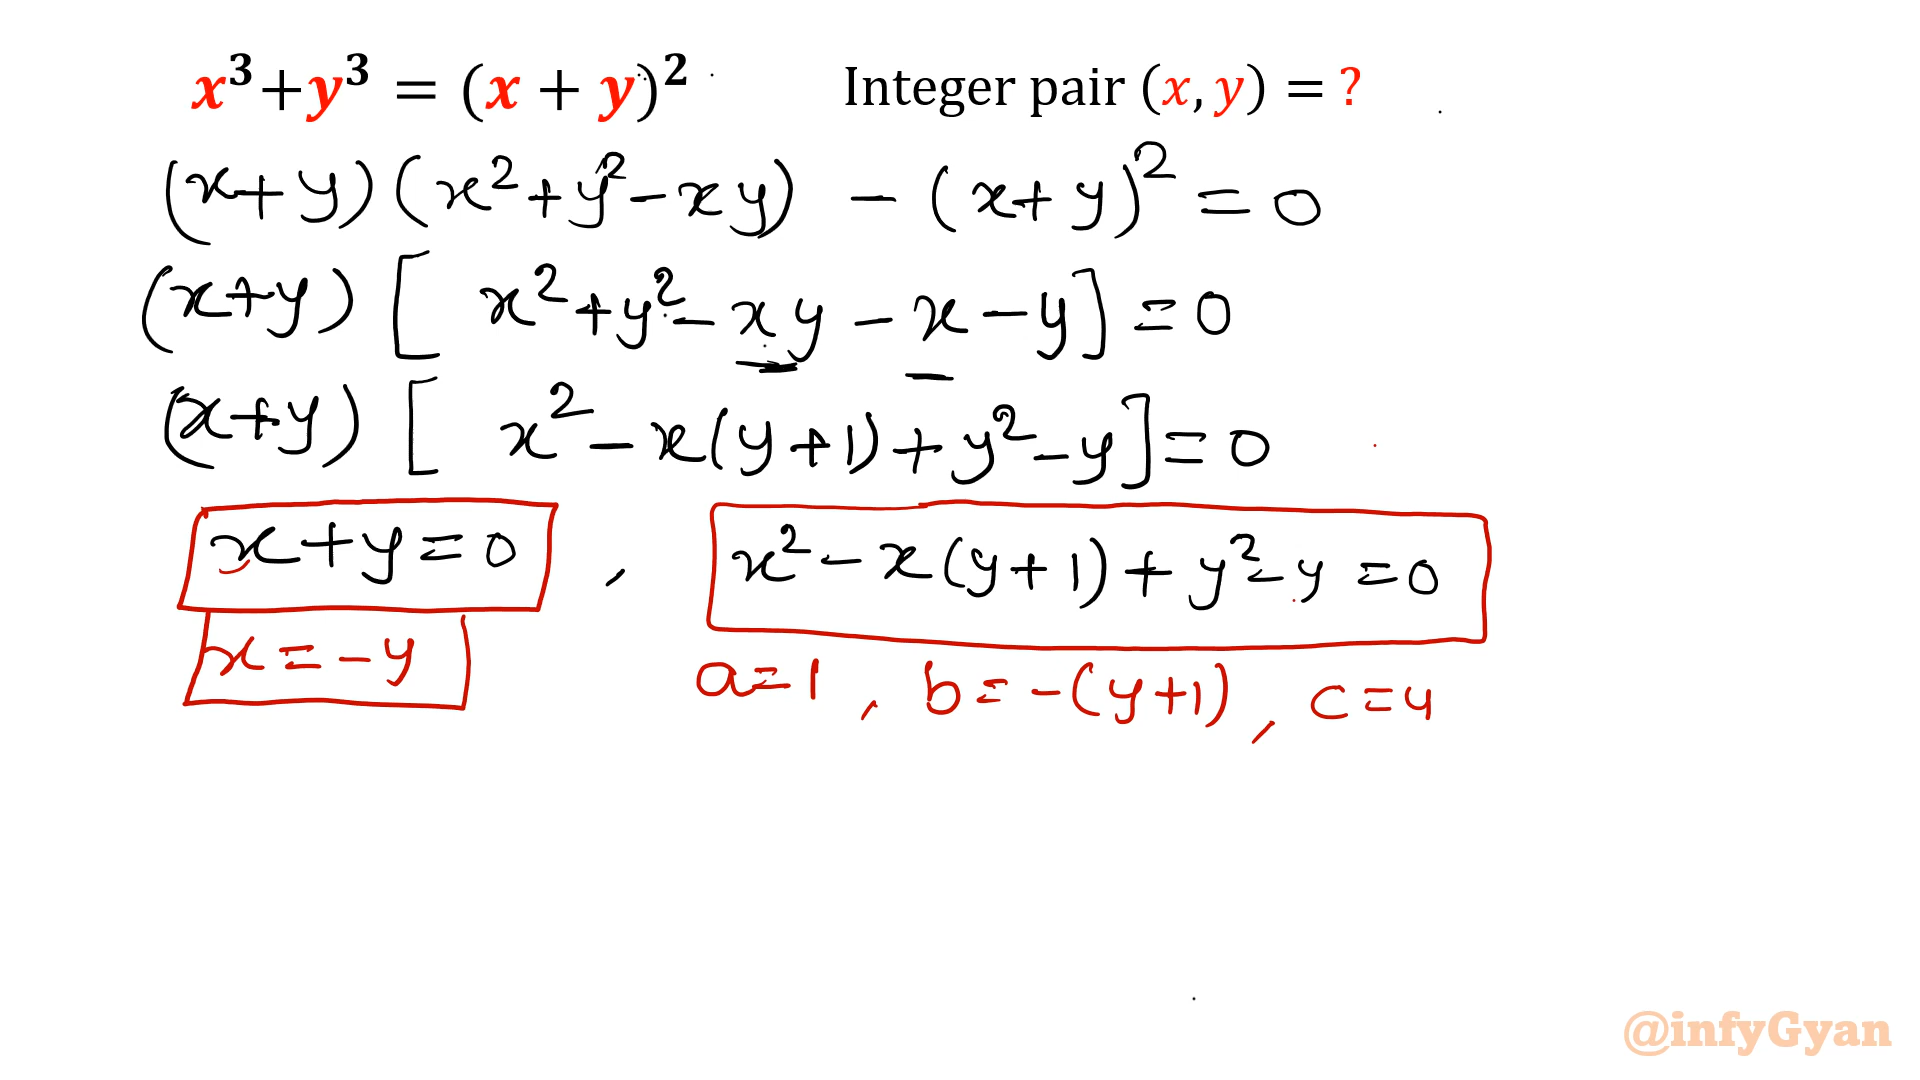 x³+y³ = (x + y)² Integer pair (x, y) = ?
(x+y) (x²+y²-xy) - (x+y)² = 0
(x+y) [ x²+y²-xy-x-y] = 0
(x+y) [ x²-x(y+1)+y²-y] = 0
x+y=0 , x²-x(y+1)+y²-y = 0
x=-y a=1 , b=-(y+1) , c=y
@infyGyan